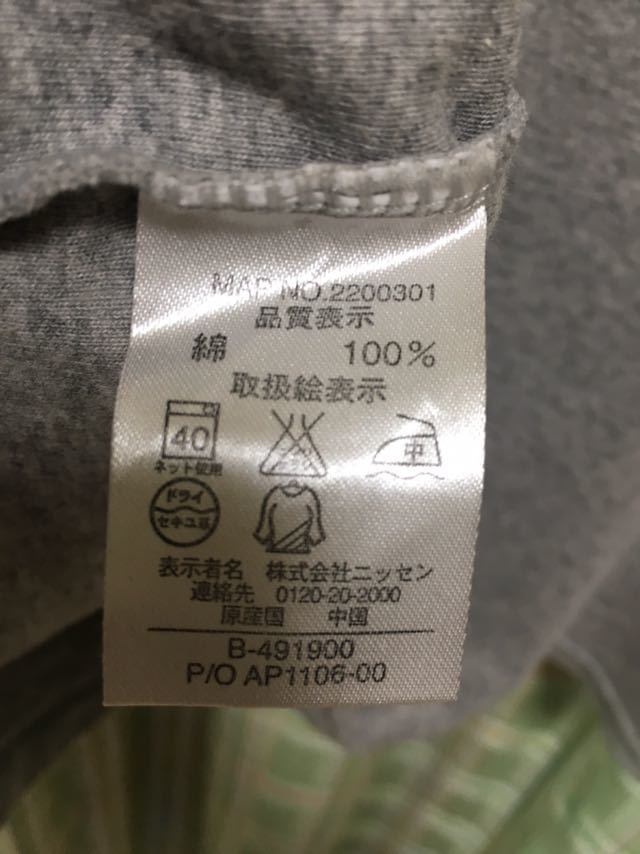 MAP NO.2200301
品質表示
綿 100%
取扱絵表示
40 中
ネット使用
ドライ
セキユ系
表示者名 株式会社ニッセン
連絡先 0120-20-2000
原産国 中国
B-491900
P/O AP1106-00